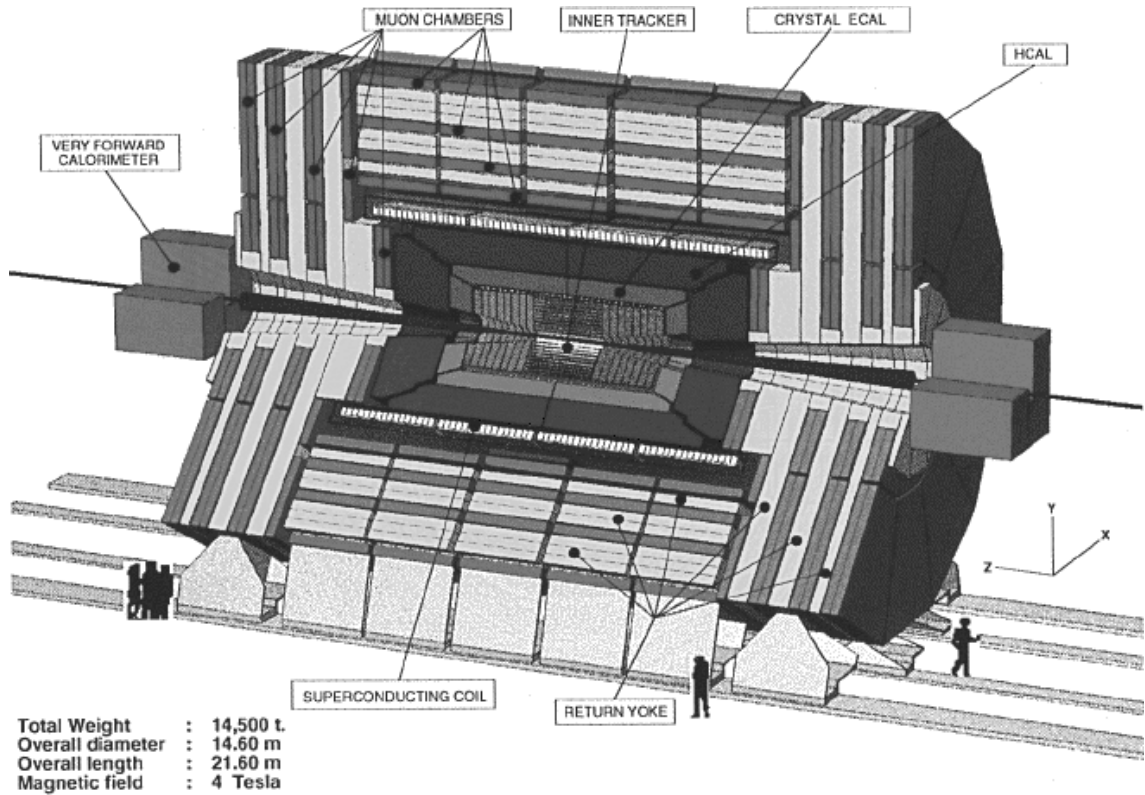 MUON CHAMBERS
INNER TRACKER
CRYSTAL ECAL
HCAL
VERY FORWARD
CALORIMETER
Y
X
Z
SUPERCONDUCTING COIL
RETURN YOKE
Total Weight : 14,500 t.
Overall diameter : 14.60 m
Overall length : 21.60 m
Magnetic field : 4 Tesla